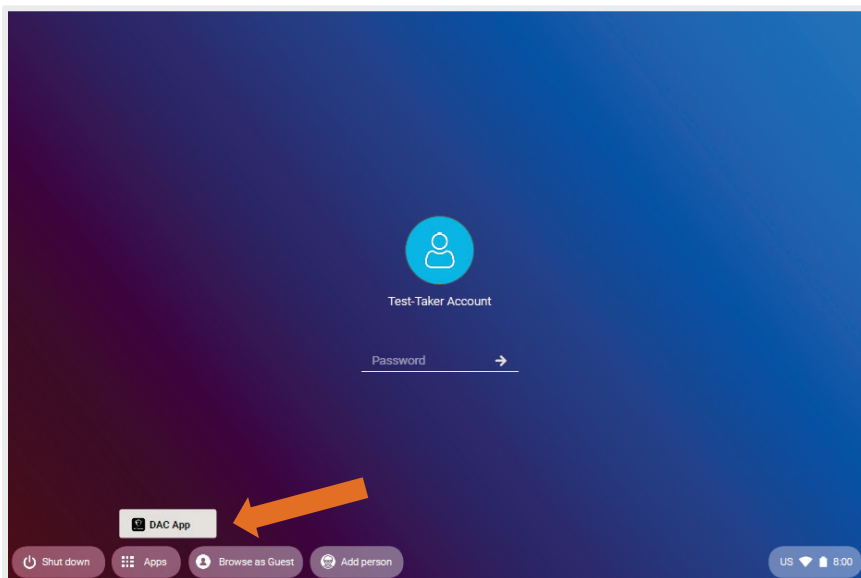 Test-Taker Account
Password
DAC App
Shut down Apps Browse as Guest Add person US 8:00